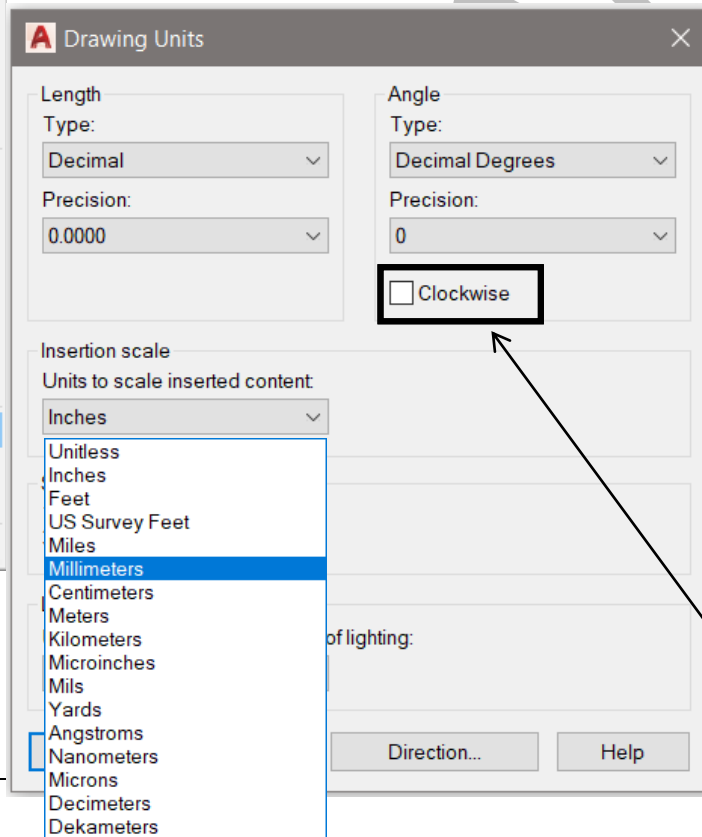 Drawing Units
Length
Type:
Decimal
Precision:
0.0000
Angle
Type:
Decimal Degrees
Precision:
0
Clockwise
Insertion scale
Units to scale inserted content:
Inches
Unitless
Inches
Feet
US Survey Feet
Miles
Millimeters
Centimeters
Meters
Kilometers
Microinches
Mils
Yards
Angstroms
Nanometers
Microns
Decimeters
Dekameters
of lighting:
Direction...
Help